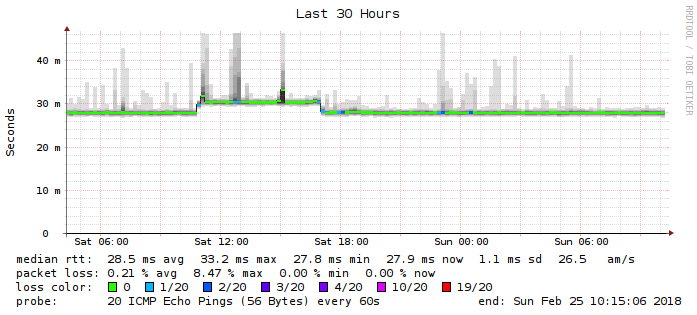 Last 30 Hours
RRDTOOL / TOBI OETIKER
Seconds
40 m
30 m
20 m
10 m
0
Sat 06:00 Sat 12:00 Sat 18:00 Sun 00:00 Sun 06:00
median rtt: 28.5 ms avg 33.2 ms max 27.8 ms min 27.9 ms now 1.1 ms sd 26.5 am/s
packet loss: 0.21 % avg 8.47 % max 0.00 % min 0.00 % now
loss color: 0 1/20 2/20 3/20 4/20 10/20 19/20
probe: 20 ICMP Echo Pings (56 Bytes) every 60s end: Sun Feb 25 10:15:06 2018